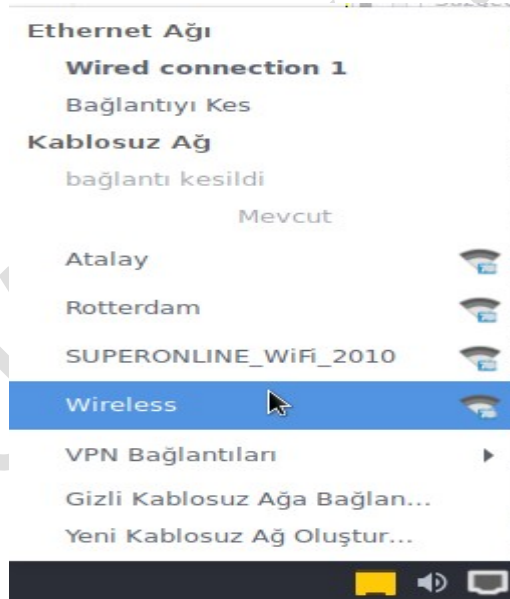 Ethernet Ağı
Wired connection 1
Bağlantıyı Kes
Kablosuz Ağ
bağlantı kesildi
Mevcut
Atalay
Rotterdam
SUPERONLINE_WiFi_2010
Wireless
VPN Bağlantıları
Gizli Kablosuz Ağa Bağlan...
Yeni Kablosuz Ağ Oluştur...